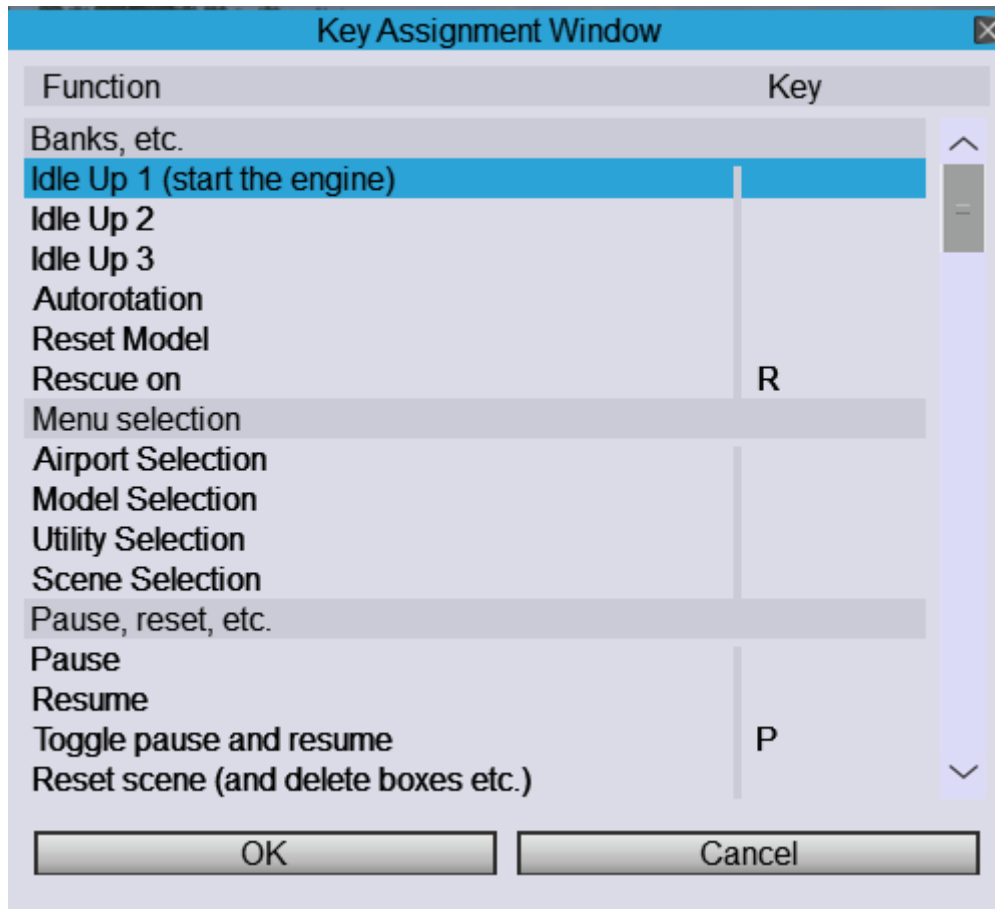 Key Assignment Window
Function Key
Banks, etc.
Idle Up 1 (start the engine)
Idle Up 2
Idle Up 3
Autorotation
Reset Model
Rescue on R
Menu selection
Airport Selection
Model Selection
Utility Selection
Scene Selection
Pause, reset, etc.
Pause
Resume
Toggle pause and resume P
Reset scene (and delete boxes etc.)
OK Cancel